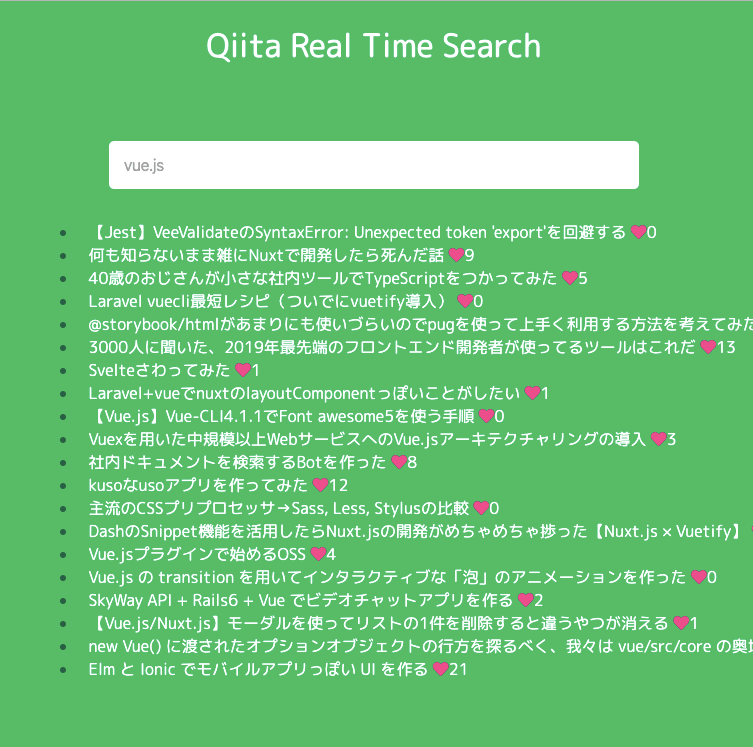 Qiita Real Time Search
vue.js
【Jest】VeeValidateのSyntaxError: Unexpected token 'export'を回避する ♥0
何も知らないまま雑にNuxtで開発したら死んだ話 ♥9
40歳のおじさんが小さな社内ツールでTypeScriptをつかってみた ♥5
Laravel vuecli最短レシピ（ついでにvuetify導入） ♥0
@storybook/htmlがあまりにも使いづらいのでpugを使って上手く利用する方法を考えてみた
3000人に聞いた、2019年最先端のフロントエンド開発者が使ってるツールはこれだ ♥13
Svelteさわってみた ♥1
Laravel+vueでnuxtのlayoutComponentっぽいことがしたい ♥1
【Vue.js】Vue-CLI4.1.1でFont awesome5を使う手順 ♥0
Vuexを用いた中規模以上WebサービスへのVue.jsアーキテクチャリングの導入 ♥3
社内ドキュメントを検索するBotを作った ♥8
kusoなusoアプリを作ってみた ♥12
主流のCSSプリプロセッサ→Sass, Less, Stylusの比較 ♥0
DashのSnippet機能を活用したらNuxt.jsの開発がめちゃめちゃ捗った【Nuxt.js × Vuetify】
Vue.jsプラグインで始めるOSS ♥4
Vue.js の transition を用いてインタラクティブな「泡」のアニメーションを作った ♥0
SkyWay API + Rails6 + Vue でビデオチャットアプリを作る ♥2
【Vue.js/Nuxt.js】モーダルを使ってリストの1件を削除すると違うやつが消える ♥1
new Vue() に渡されたオプションオブジェクトの行方を探るべく、我々は vue/src/core の奥
Elm と Ionic でモバイルアプリっぽい UI を作る ♥21